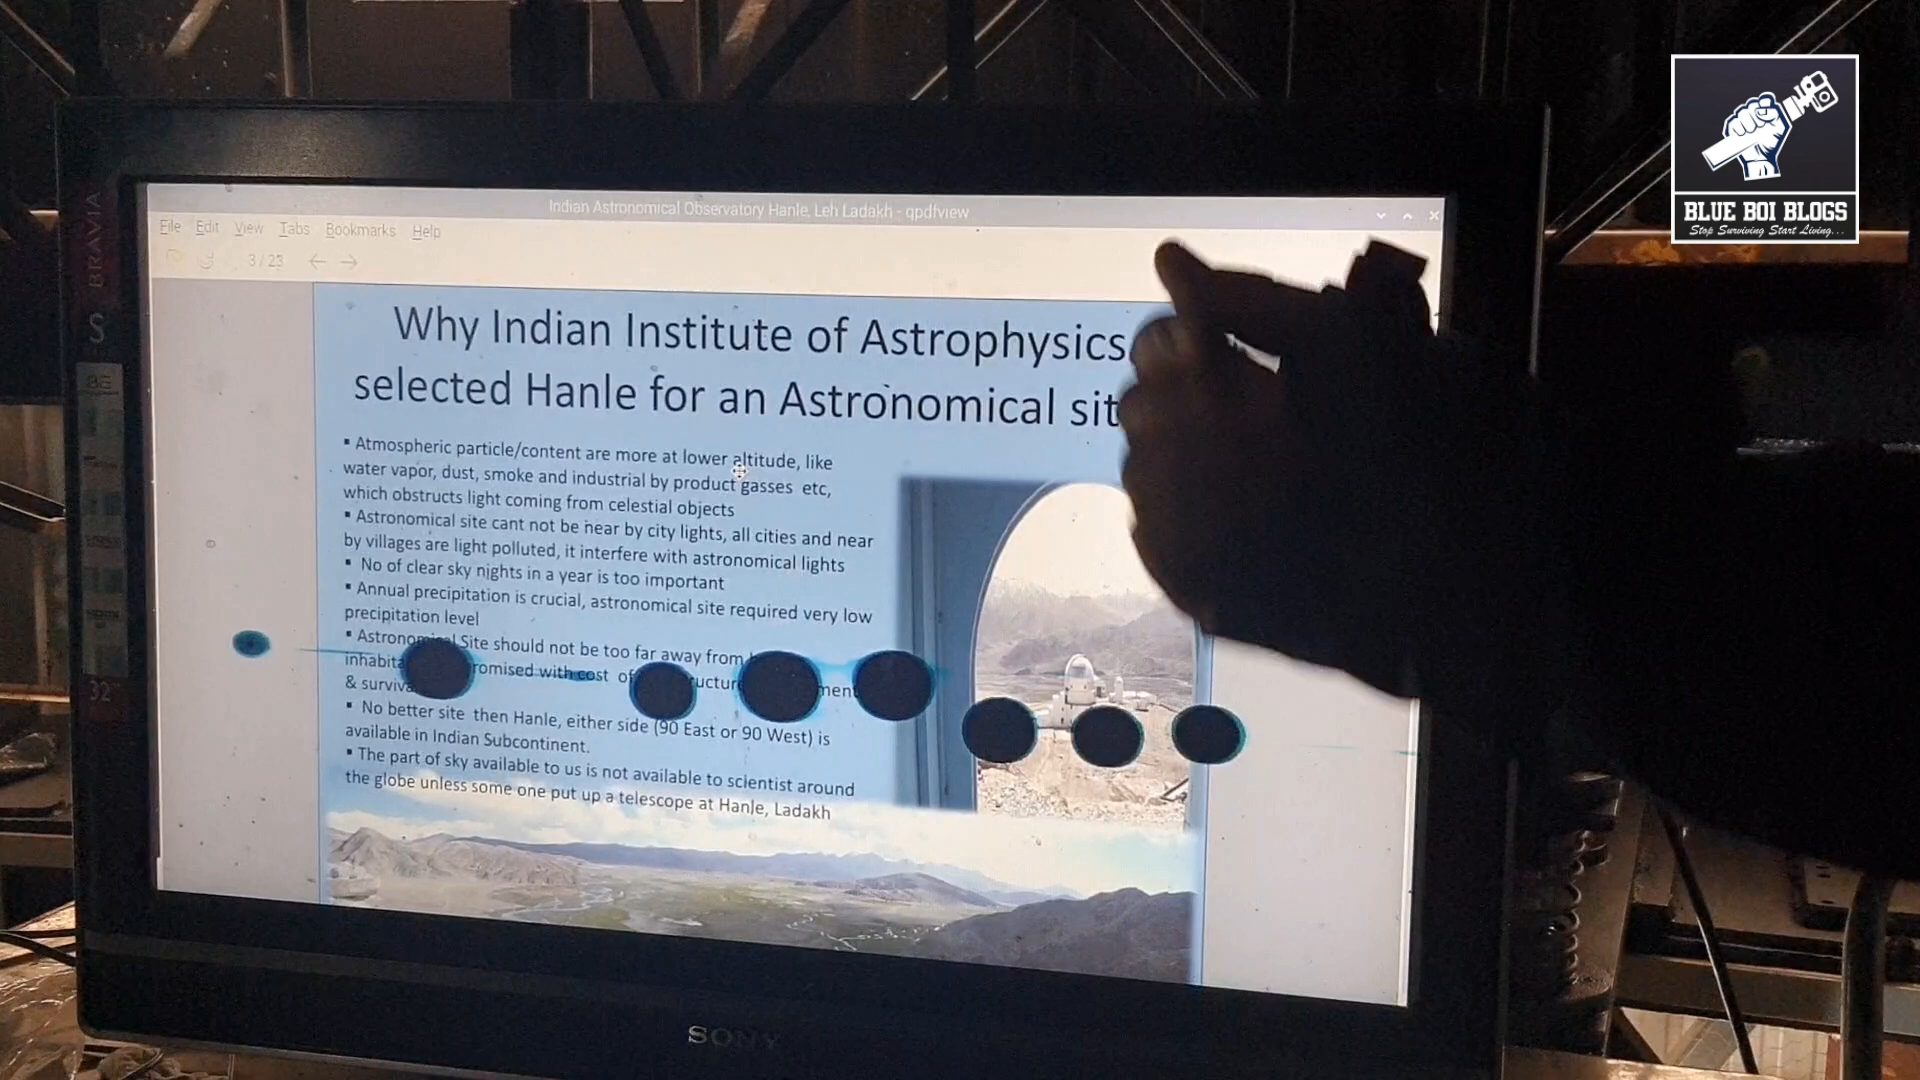 BLUE BOI BLOGS
Stop Surviving Start Living...
Indian Astronomical Observatory Hanle, Leh Ladakh - qpdfview
File Edit View Tabs Bookmarks Help
3 / 23
Why Indian Institute of Astrophysics
selected Hanle for an Astronomical sit
▪ Atmospheric particle/content are more at lower altitude, like
water vapor, dust, smoke and industrial by product gasses etc,
which obstructs light coming from celestial objects
▪ Astronomical site cant not be near by city lights, all cities and near
by villages are light polluted, it interfere with astronomical lights
▪ No of clear sky nights in a year is too important
▪ Annual precipitation is crucial, astronomical site required very low
precipitation level
▪ Astronomical Site should not be too far away from
with cost of
&
▪ No better site then Hanle, either side (90 East or 90 West) is
available in Indian Subcontinent.
▪ The part of sky available to us is not available to scientist around
the globe unless some one put up a telescope at Hanle, Ladakh
BRAVIA
S
32"
SONY